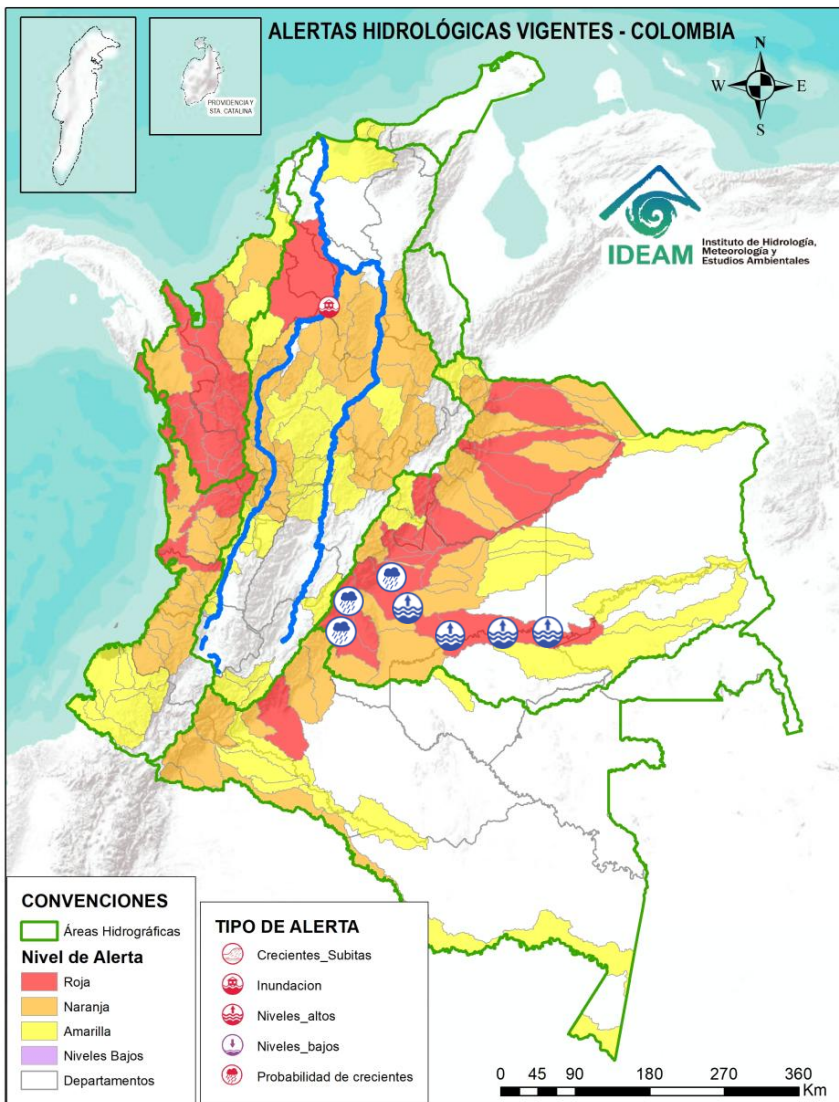 ALERTAS HIDROLÓGICAS VIGENTES - COLOMBIA
PROVIDENCIA Y
STA. CATALINA
N
W
E
S
IDEAM
Instituto de Hidrología,
Meteorología y
Estudios Ambientales
CONVENCIONES
Áreas Hidrográficas
Nivel de Alerta
Roja
Naranja
Amarilla
Niveles Bajos
Departamentos
TIPO DE ALERTA
Crecientes_Subitas
Inundacion
Niveles_altos
Niveles_bajos
Probabilidad de crecientes
0 45 90 180 270 360
Km